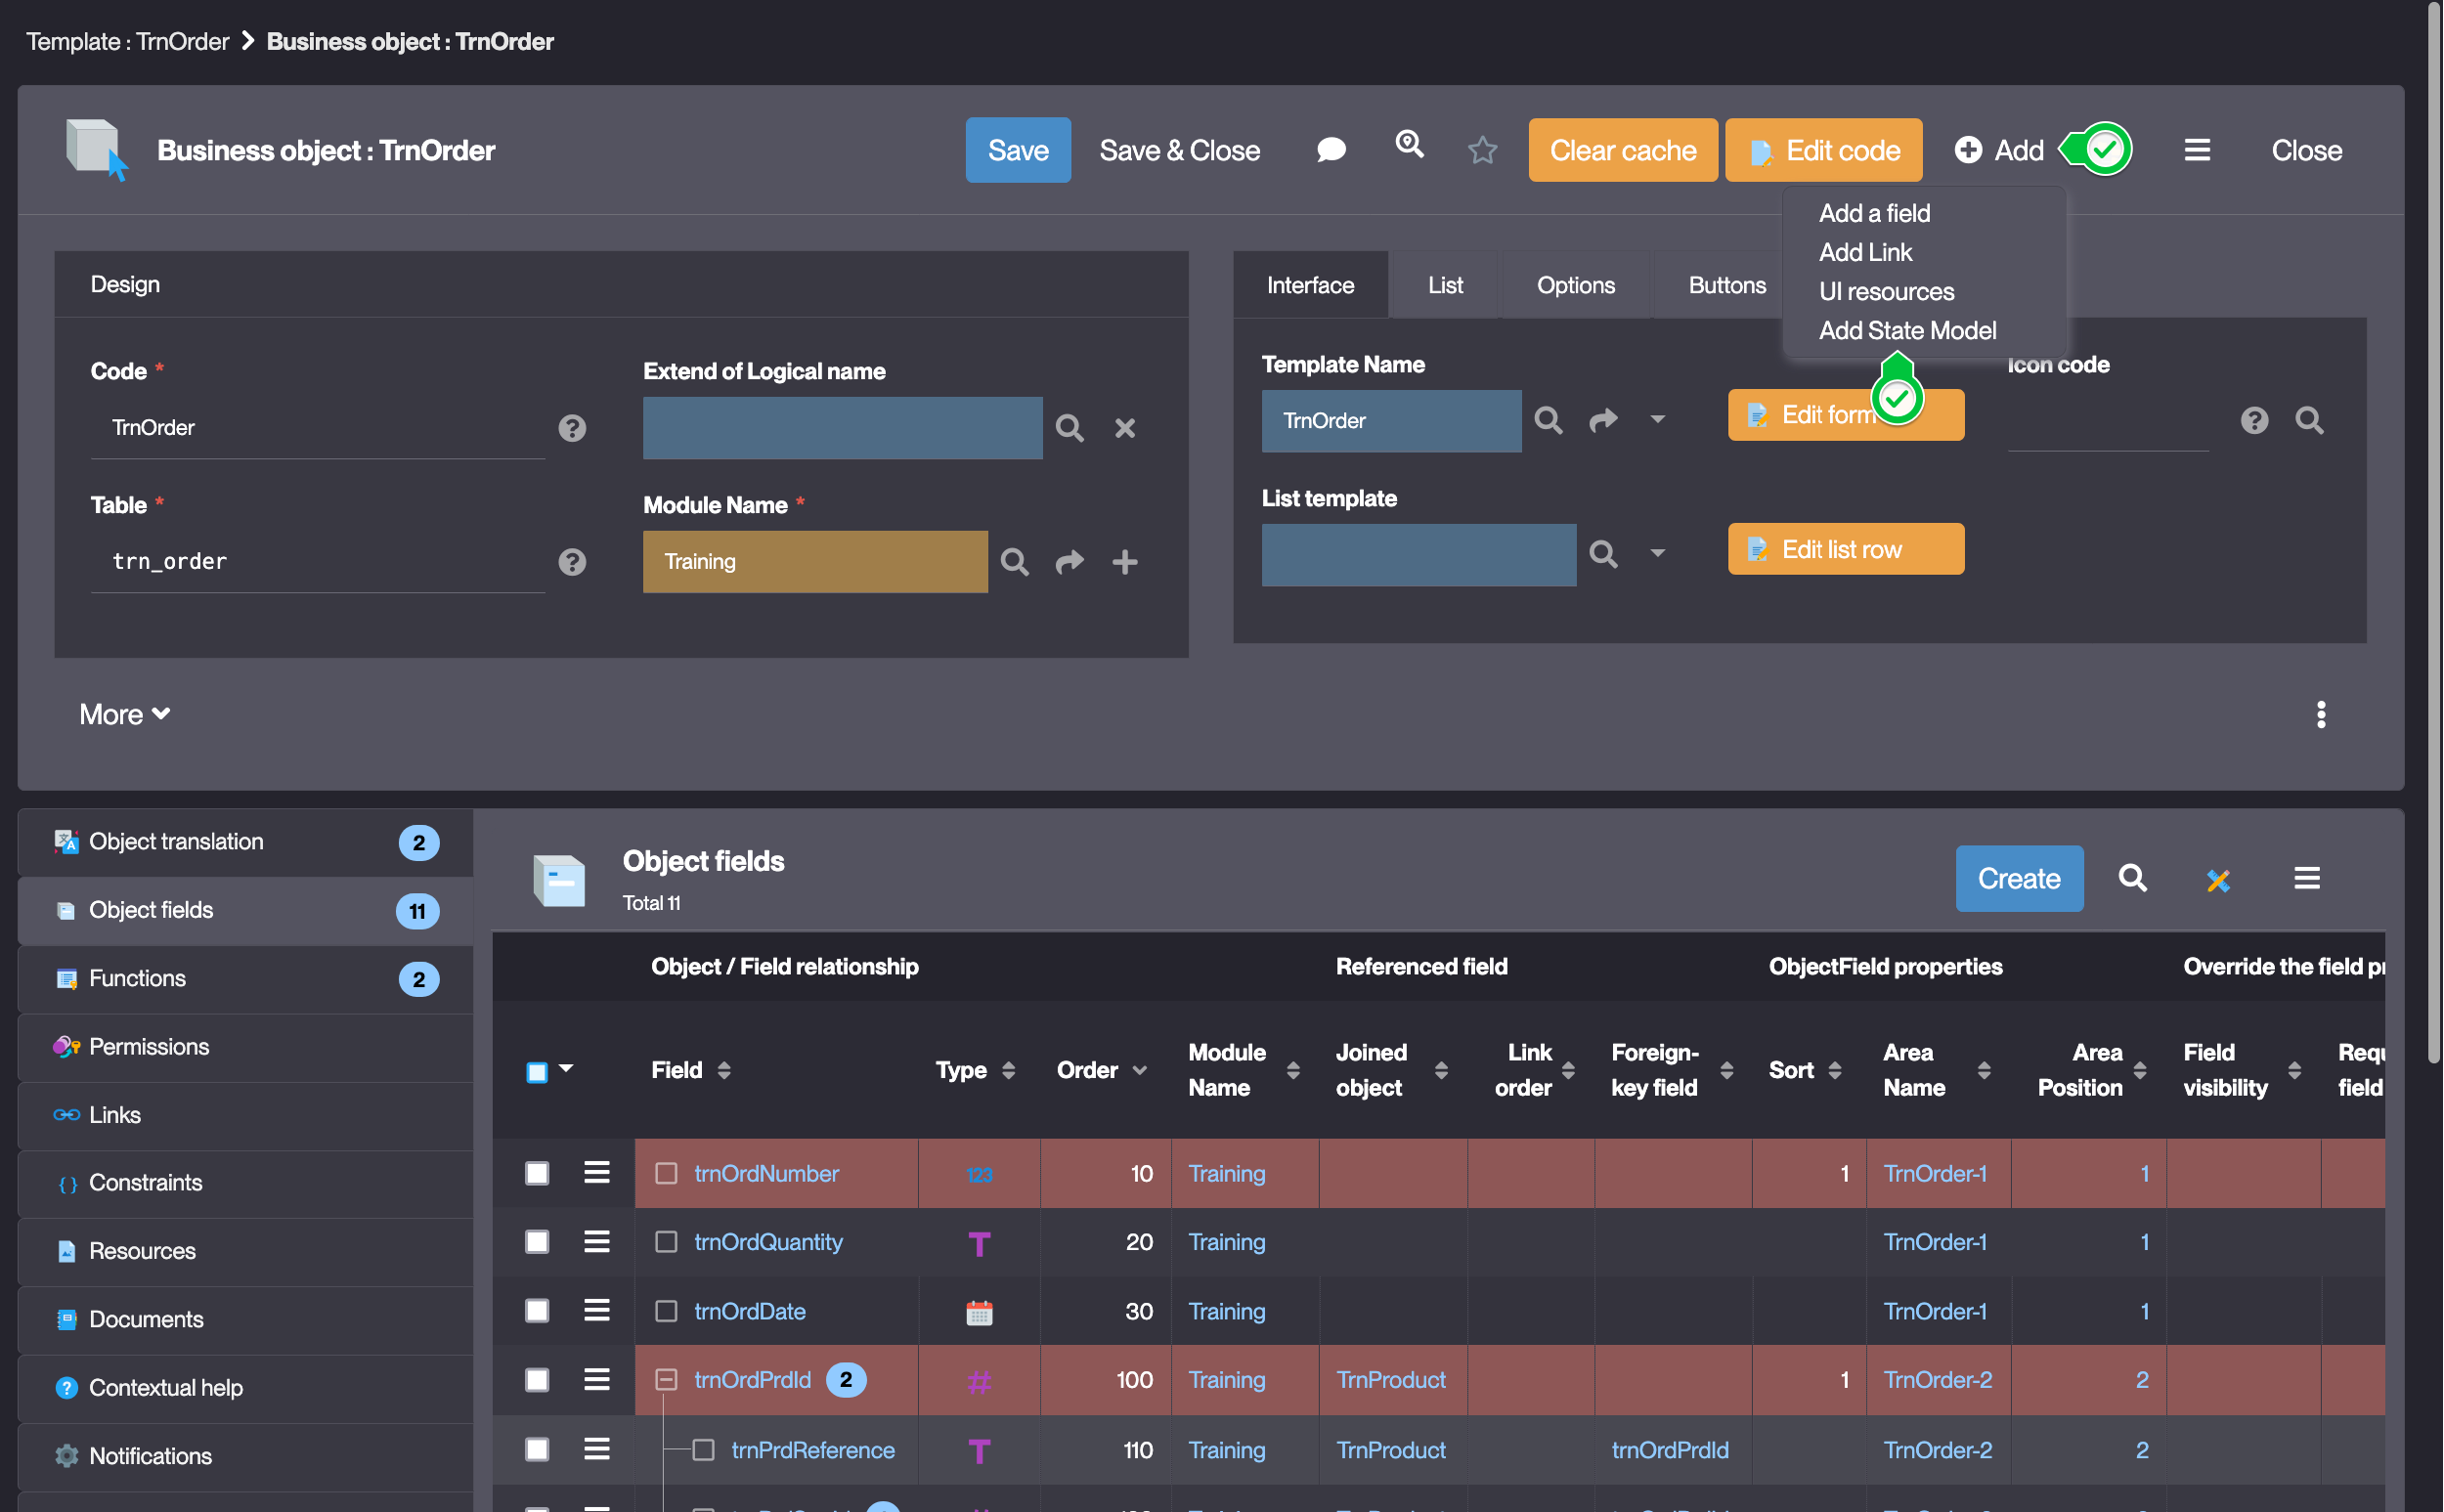 Template : TrnOrder > Business object : TrnOrder
Business object : TrnOrder
Save
Save & Close
Clear cache
Edit code
Add
Close
Add a field
Add Link
UI resources
Add State Model
Design
Interface
List
Options
Buttons
Code *
Extend of Logical name
TrnOrder
Table *
Module Name *
trn_order
Training
Template Name
Icon code
TrnOrder
Edit form
List template
Edit list row
More
Object translation 2
Object fields 11
Functions 2
Permissions
Links
Constraints
Resources
Documents
Contextual help
Notifications
Object fields
Total 11
Create
Object / Field relationship
Referenced field
ObjectField properties
Override the field
Field
Type
Order
Module Name
Joined object
Link order
Foreign-key field
Sort
Area Name
Area Position
Field visibility
field
trnOrdNumber 123 10 Training 1 TrnOrder-1 1
trnOrdQuantity T 20 Training TrnOrder-1 1
trnOrdDate 30 Training TrnOrder-1 1
trnOrdPrdId 2 # 100 Training TrnProduct 1 TrnOrder-2 2
trnPrdReference T 110 Training TrnProduct trnOrdPrdId TrnOrder-2 2